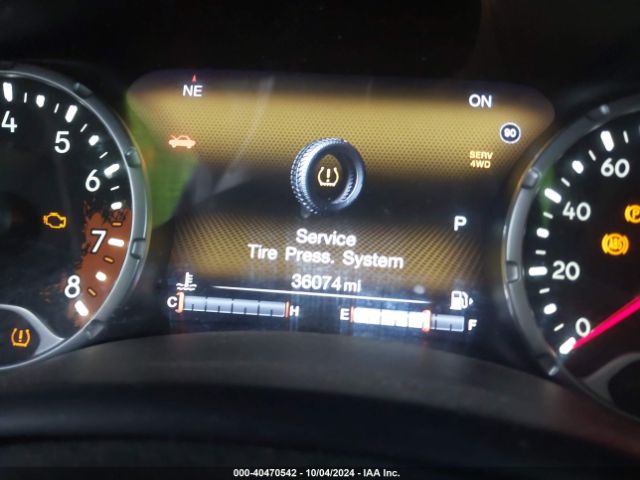 NE
ON
90
SERV
4WD
4
5
6
7
8
P
60
40
20
0
ABS
Service
Tire Press. System
36074 mi
C H
E F
000-40470542 - 10/04/2024 - IAA Inc.